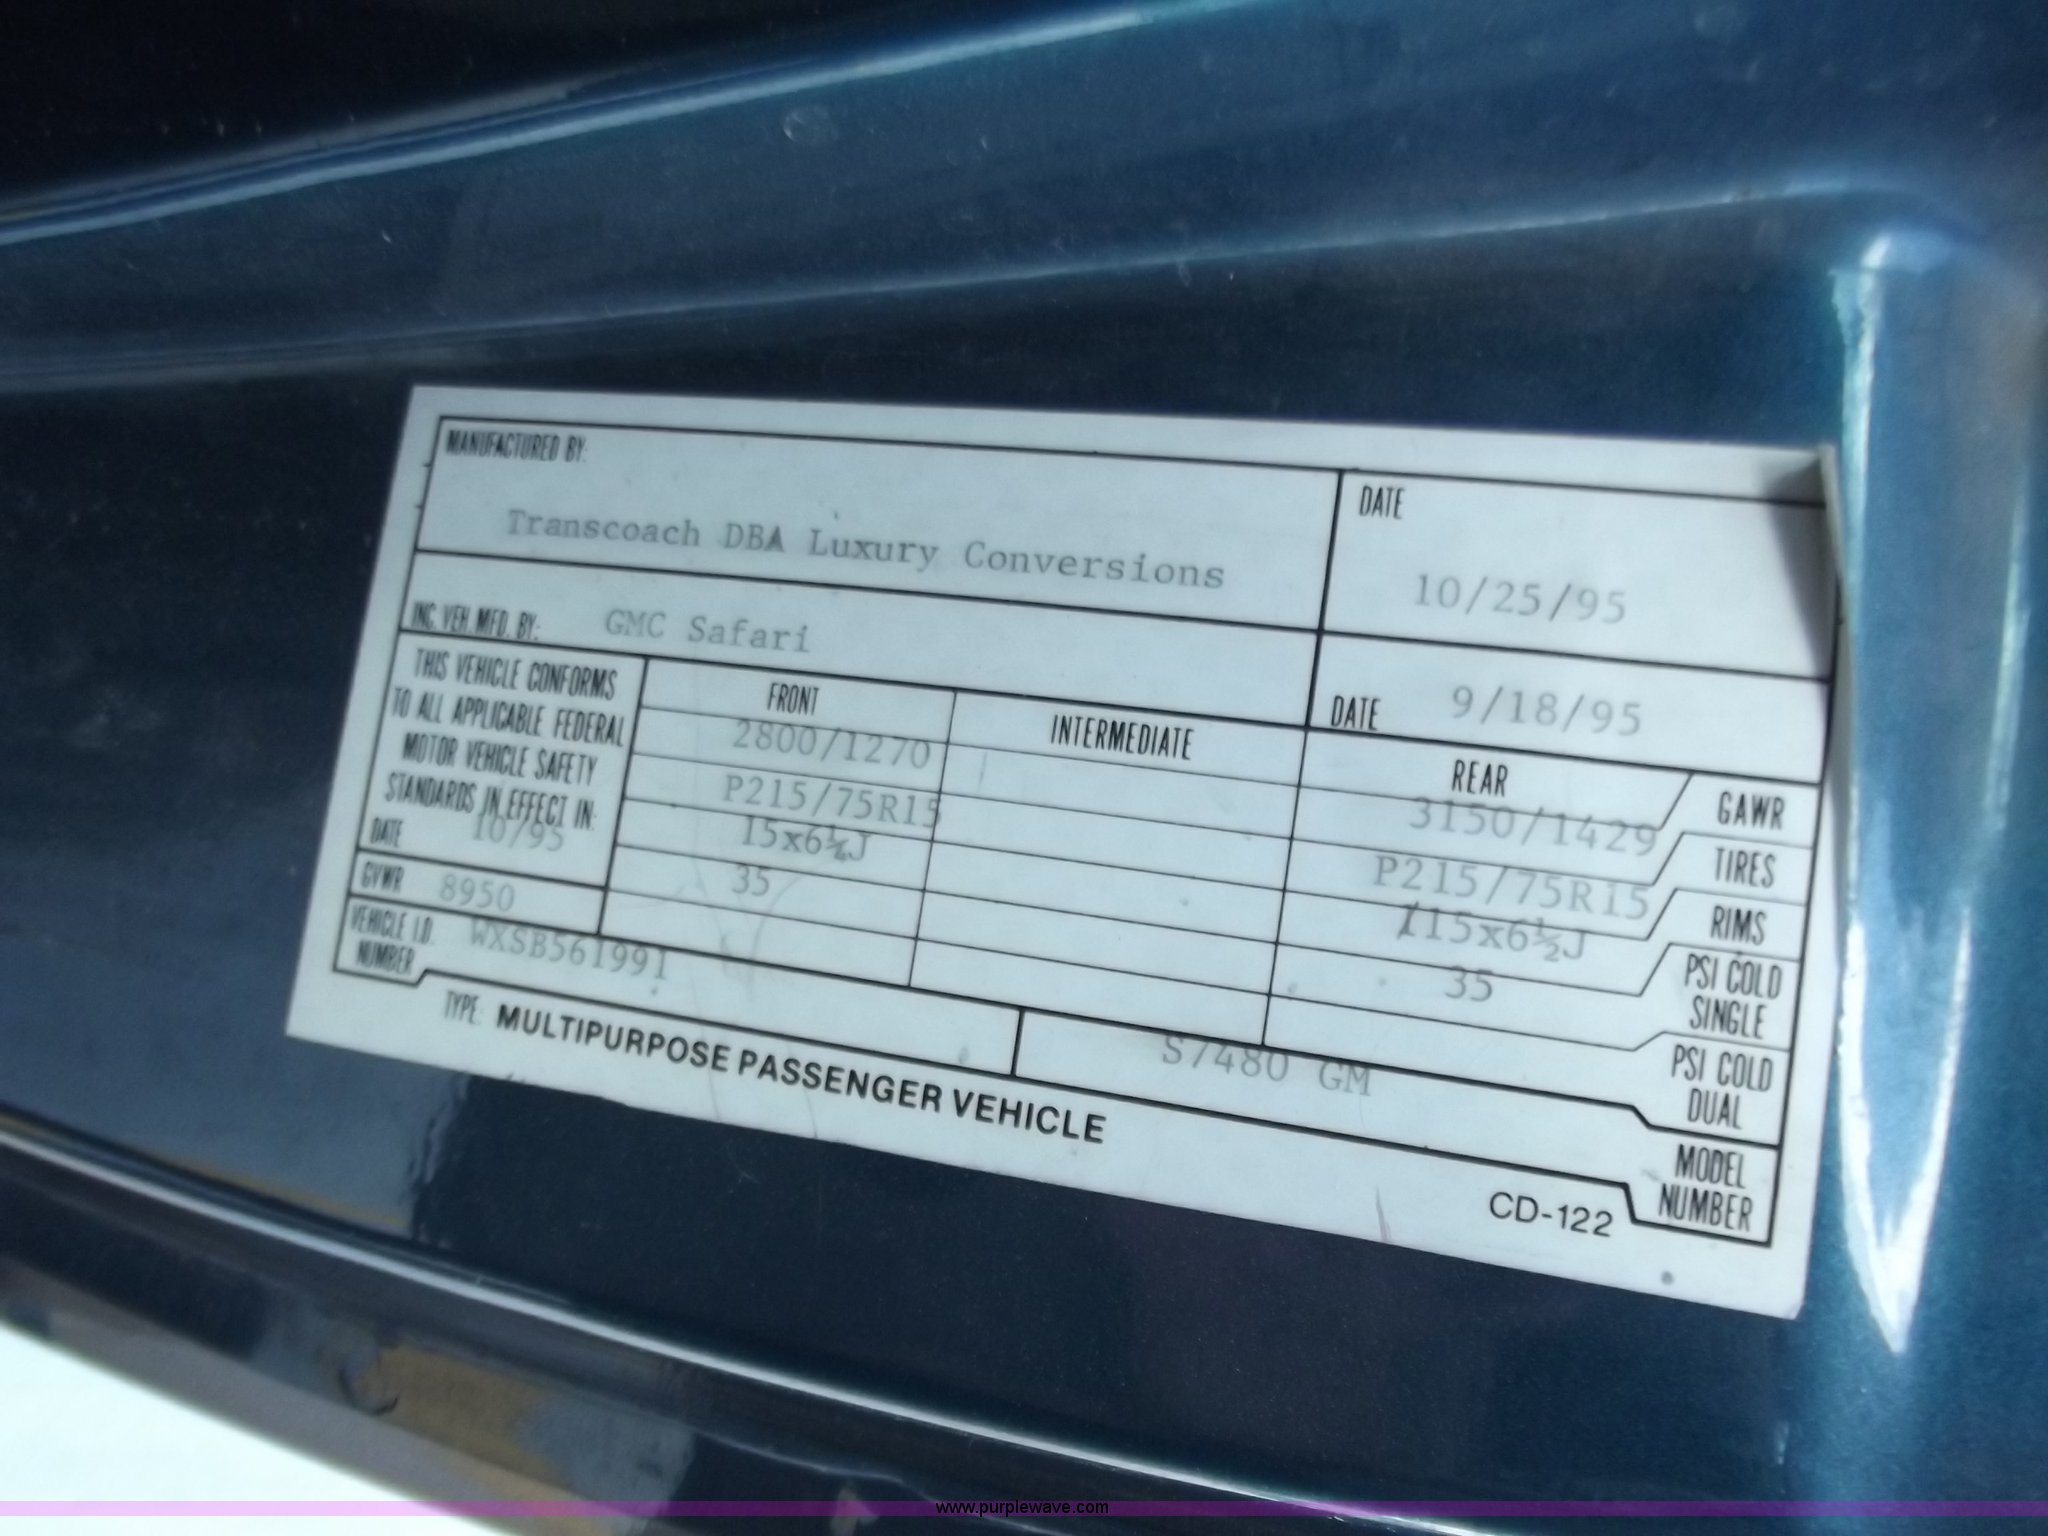 MANUFACTURED BY:
Transcoach DBA Luxury Conversions
DATE
10/25/95
INC. VEH. MFD. BY: GMC Safari
DATE 9/18/95
THIS VEHICLE CONFORMS
TO ALL APPLICABLE FEDERAL
MOTOR VEHICLE SAFETY
STANDARDS IN EFFECT IN:
DATE 10/95
GVWR 8950
FRONT INTERMEDIATE REAR
2800/1270 3150/1429 GAWR
P215/75R15 P215/75R15 TIRES
15x6½J 15x6½J RIMS
35 35 PSI COLD
SINGLE
PSI COLD
DUAL
VEHICLE I.D.
NUMBER
WXSB561991
S7480 GM
MODEL
NUMBER
TYPE: MULTIPURPOSE PASSENGER VEHICLE
CD-122
www.purplewave.com